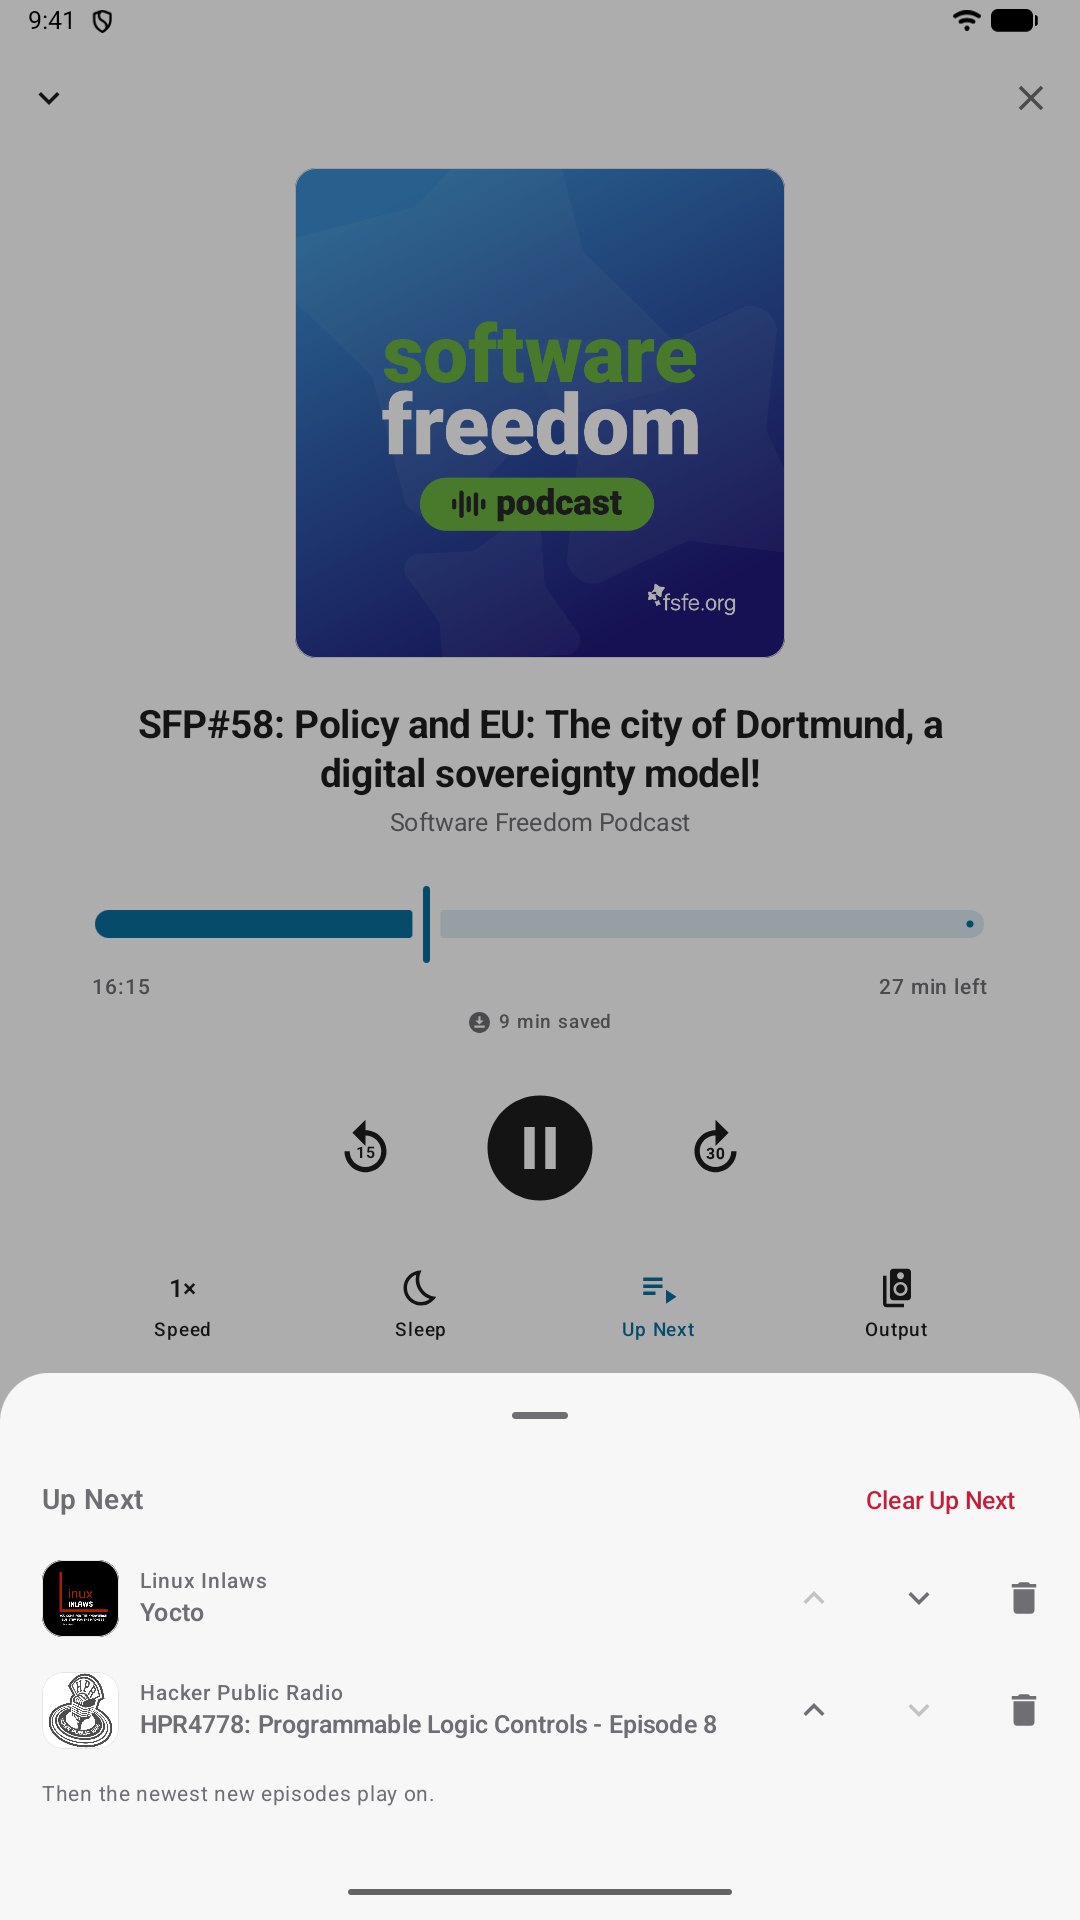 9:41
software
freedom
podcast
fsfe.org
SFP#58: Policy and EU: The city of Dortmund, a
digital sovereignty model!
Software Freedom Podcast
16:15
27 min left
9 min saved
15
30
1×
Speed
Sleep
Up Next
Output
Up Next
Clear Up Next
Linux Inlaws
Yocto
inux
INLAWS
HPR
Hacker Public Radio
HPR4778: Programmable Logic Controls - Episode 8
Then the newest new episodes play on.